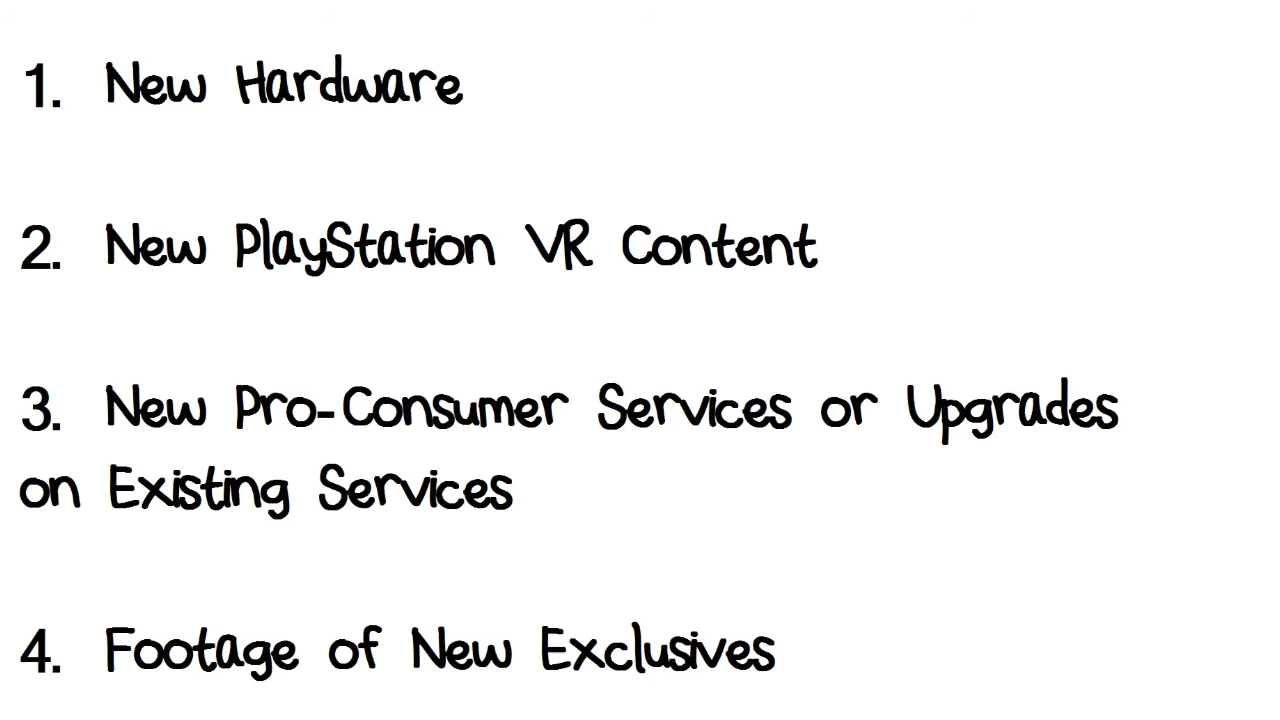 1. New Hardware
2. New PlayStation VR Content
3. New Pro-Consumer Services or Upgrades
on Existing Services
4. Footage of New Exclusives